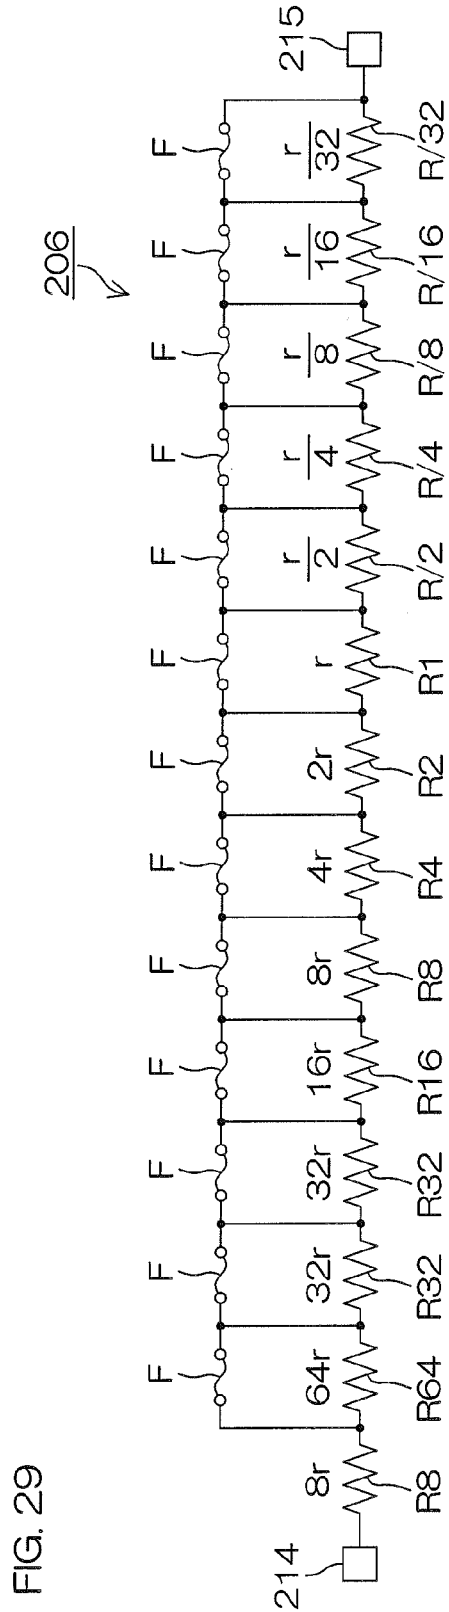 FIG. 29
206
F F F F F F F F F F F F F
214 215
8r 64r 32r 32r 16r 8r 4r 2r r r/2 r/4 r/8 r/16 r/32
R8 R64 R32 R32 R16 R8 R4 R2 R1 R/2 R/4 R/8 R/16 R/32